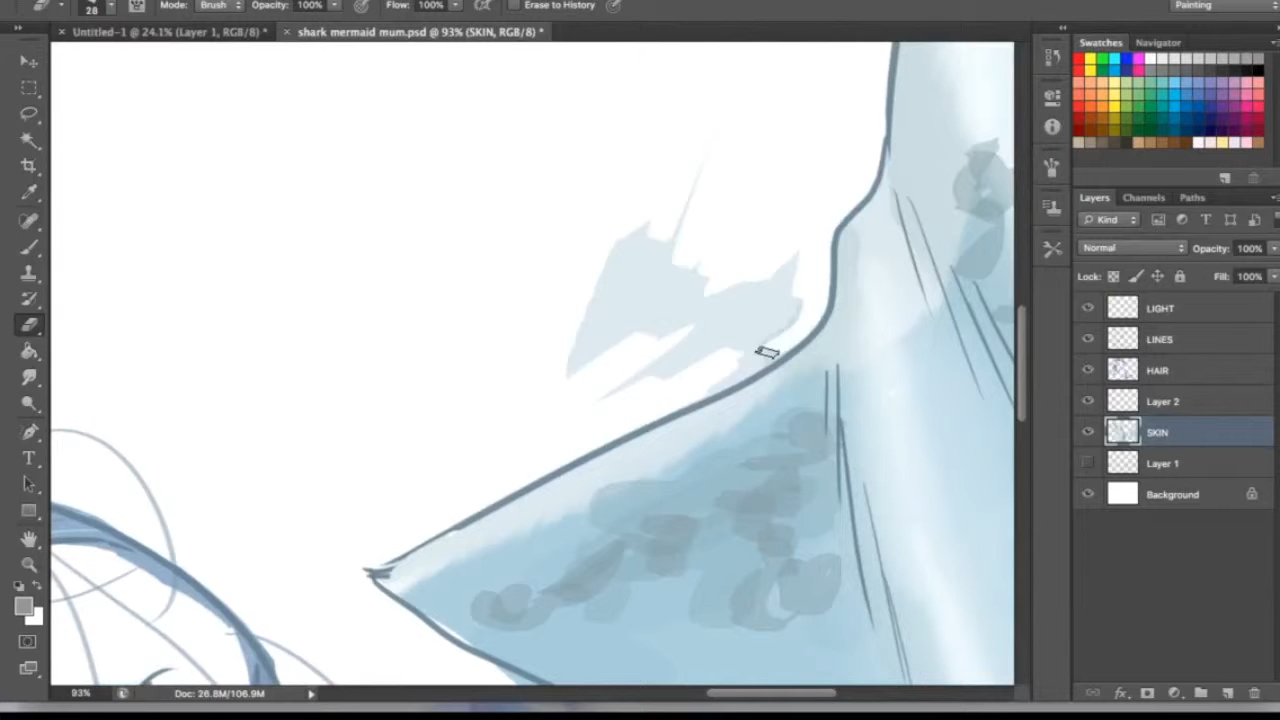 28 Mode: Brush Opacity: 100% Flow: 100% Erase to History Painting
× Untitled-1 @ 24.1% (Layer 1, RGB/8) * × shark mermaid mum.psd @ 93% (SKIN, RGB/8) *
Swatches Navigator
Layers Channels Paths
Kind T
Normal Opacity: 100%
Lock: Fill: 100%
LIGHT
LINES
HAIR
Layer 2
SKIN
Layer 1
Background
T
93% Doc: 26.8M/106.9M
fx